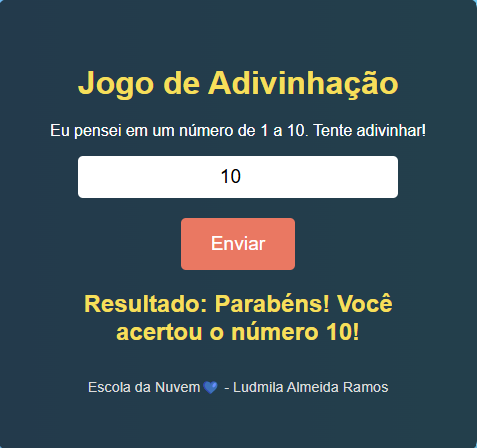 Jogo de Adivinhação
Eu pensei em um número de 1 a 10. Tente adivinhar!
10
Enviar
Resultado: Parabéns! Você
acertou o número 10!
Escola da Nuvem💙 - Ludmila Almeida Ramos